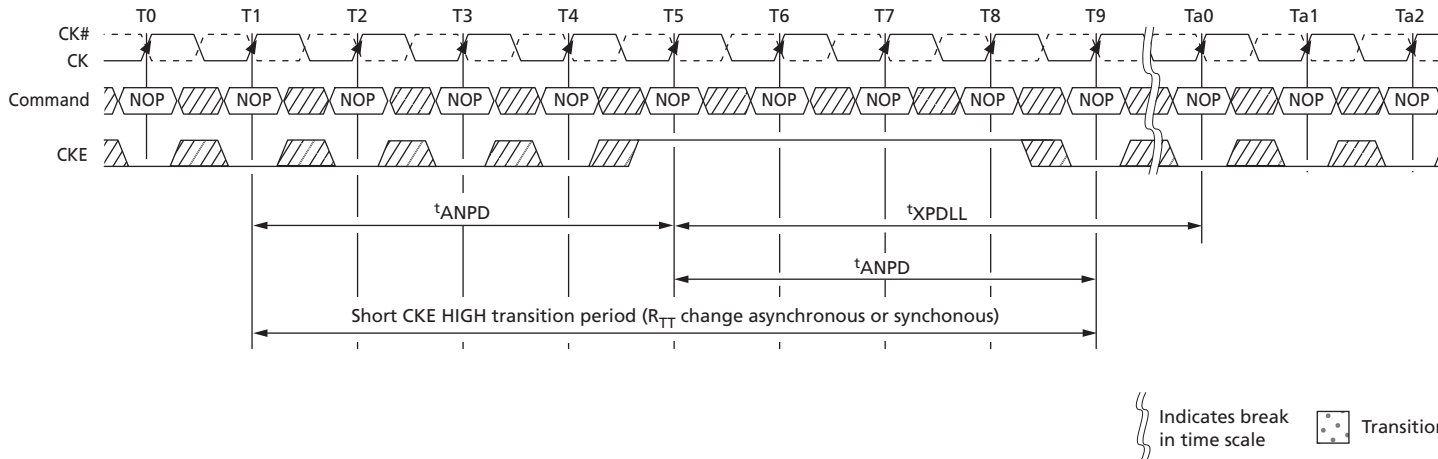 T0 T1 T2 T3 T4 T5 T6 T7 T8 T9 Ta0 Ta1 Ta2
CK#
CK
Command NOP NOP NOP NOP NOP NOP NOP NOP NOP NOP NOP NOP NOP
CKE
tANPD tXPDLL
tANPD
Short CKE HIGH transition period (RTT change asynchronous or synchonous)
Indicates break
in time scale
Transition